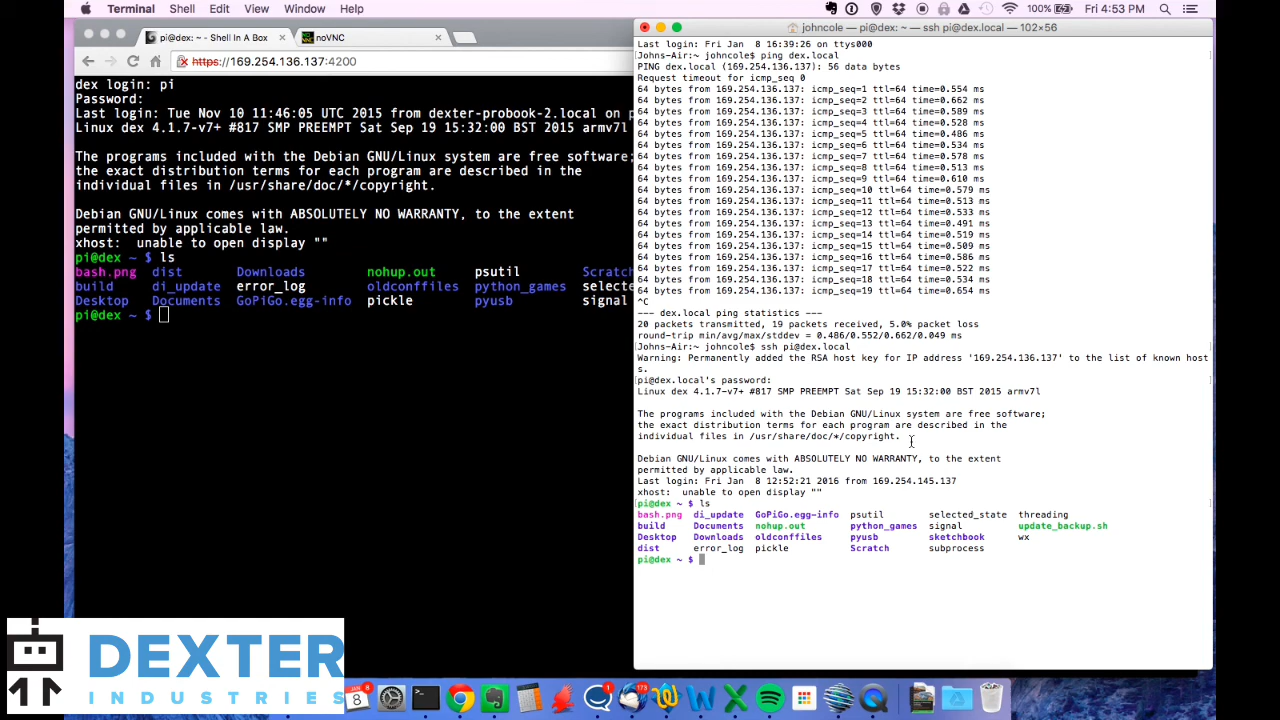 Terminal Shell Edit View Window Help 100% Fri 4:53 PM
pi@dex: ~ - Shell In A Box
noVNC
https://169.254.136.137:4200
dex login: pi
Password:
Last login: Tue Nov 10 11:46:05 UTC 2015 from dexter-probook-2.local on p
Linux dex 4.1.7-v7+ #817 SMP PREEMPT Sat Sep 19 15:32:00 BST 2015 armv7l
The programs included with the Debian GNU/Linux system are free software;
the exact distribution terms for each program are described in the
individual files in /usr/share/doc/*/copyright.
Debian GNU/Linux comes with ABSOLUTELY NO WARRANTY, to the extent
permitted by applicable law.
xhost: unable to open display ""
pi@dex ~ $ ls
bash.png dist Downloads nohup.out psutil Scratc
build di_update error_log oldconffiles python_games selecte
Desktop Documents GoPiGo.egg-info pickle pyusb signal
pi@dex ~ $
johncole — pi@dex: ~ — ssh pi@dex.local — 102×56
Last login: Fri Jan 8 16:39:26 on ttys000
[Johns-Air:~ johncole$ ping dex.local
PING dex.local (169.254.136.137): 56 data bytes
Request timeout for icmp_seq 0
64 bytes from 169.254.136.137: icmp_seq=1 ttl=64 time=0.554 ms
64 bytes from 169.254.136.137: icmp_seq=2 ttl=64 time=0.662 ms
64 bytes from 169.254.136.137: icmp_seq=3 ttl=64 time=0.589 ms
64 bytes from 169.254.136.137: icmp_seq=4 ttl=64 time=0.528 ms
64 bytes from 169.254.136.137: icmp_seq=5 ttl=64 time=0.486 ms
64 bytes from 169.254.136.137: icmp_seq=6 ttl=64 time=0.534 ms
64 bytes from 169.254.136.137: icmp_seq=7 ttl=64 time=0.578 ms
64 bytes from 169.254.136.137: icmp_seq=8 ttl=64 time=0.513 ms
64 bytes from 169.254.136.137: icmp_seq=9 ttl=64 time=0.610 ms
64 bytes from 169.254.136.137: icmp_seq=10 ttl=64 time=0.579 ms
64 bytes from 169.254.136.137: icmp_seq=11 ttl=64 time=0.513 ms
64 bytes from 169.254.136.137: icmp_seq=12 ttl=64 time=0.533 ms
64 bytes from 169.254.136.137: icmp_seq=13 ttl=64 time=0.491 ms
64 bytes from 169.254.136.137: icmp_seq=14 ttl=64 time=0.519 ms
64 bytes from 169.254.136.137: icmp_seq=15 ttl=64 time=0.509 ms
64 bytes from 169.254.136.137: icmp_seq=16 ttl=64 time=0.586 ms
64 bytes from 169.254.136.137: icmp_seq=17 ttl=64 time=0.522 ms
64 bytes from 169.254.136.137: icmp_seq=18 ttl=64 time=0.534 ms
64 bytes from 169.254.136.137: icmp_seq=19 ttl=64 time=0.654 ms
^C
--- dex.local ping statistics ---
20 packets transmitted, 19 packets received, 5.0% packet loss
round-trip min/avg/max/stddev = 0.486/0.552/0.662/0.049 ms
[Johns-Air:~ johncole$ ssh pi@dex.local
Warning: Permanently added the RSA host key for IP address '169.254.136.137' to the list of known host
s.
[pi@dex.local's password:
Linux dex 4.1.7-v7+ #817 SMP PREEMPT Sat Sep 19 15:32:00 BST 2015 armv7l
The programs included with the Debian GNU/Linux system are free software;
the exact distribution terms for each program are described in the
individual files in /usr/share/doc/*/copyright.
Debian GNU/Linux comes with ABSOLUTELY NO WARRANTY, to the extent
permitted by applicable law.
Last login: Fri Jan 8 12:52:21 2016 from 169.254.145.137
xhost: unable to open display ""
[pi@dex ~ $ ls
bash.png di_update GoPiGo.egg-info psutil selected_state threading
build Documents nohup.out python_games signal update_backup.sh
Desktop Downloads oldconffiles pyusb sketchbook wx
dist error_log pickle Scratch subprocess
pi@dex ~ $
DEXTER
INDUSTRIES
8
1
173